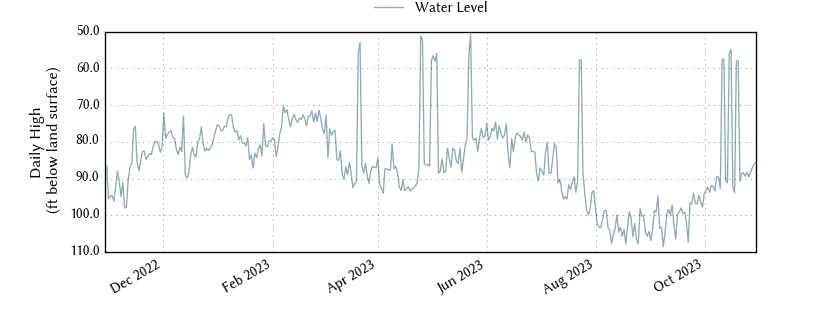 Water Level
50.0
60.0
70.0
80.0
90.0
100.0
110.0
Daily High
(ft below land surface)
Dec 2022
Feb 2023
Apr 2023
Jun 2023
Aug 2023
Oct 2023